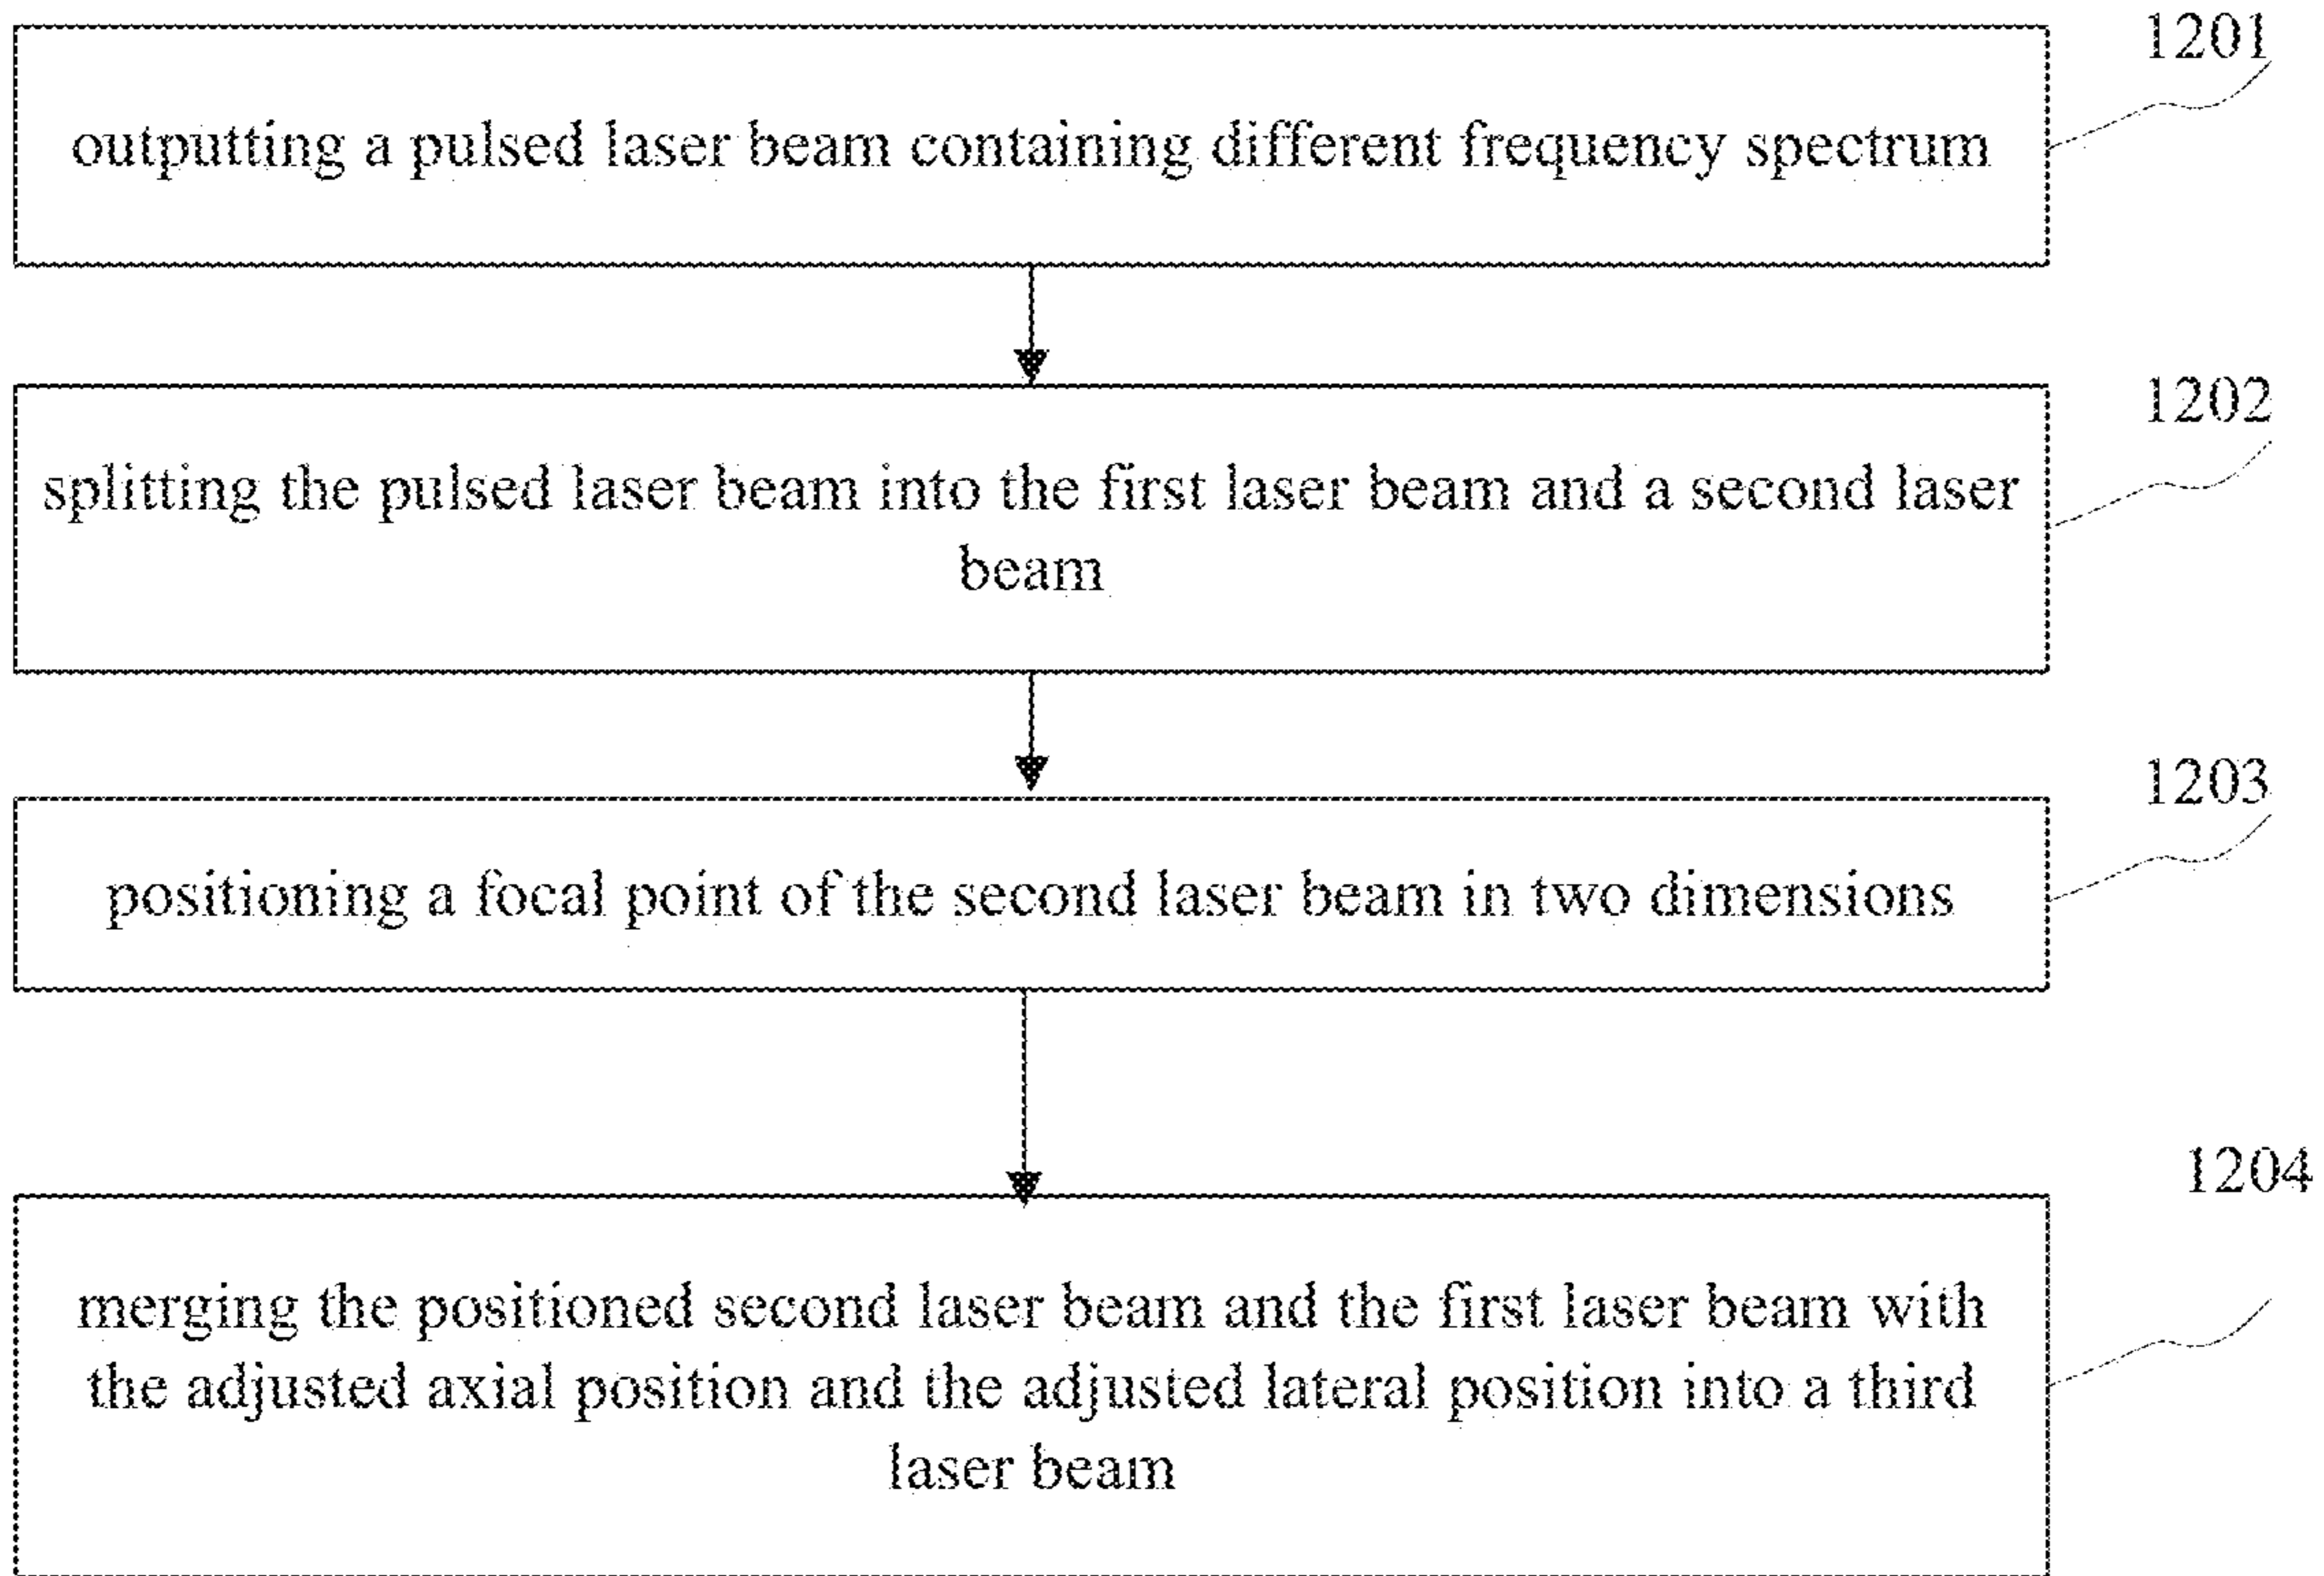 1201
outputting a pulsed laser beam containing different frequency spectrum
1202
splitting the pulsed laser beam into the first laser beam and a second laser
beam
1203
positioning a focal point of the second laser beam in two dimensions
1204
merging the positioned second laser beam and the first laser beam with
the adjusted axial position and the adjusted lateral position into a third
laser beam